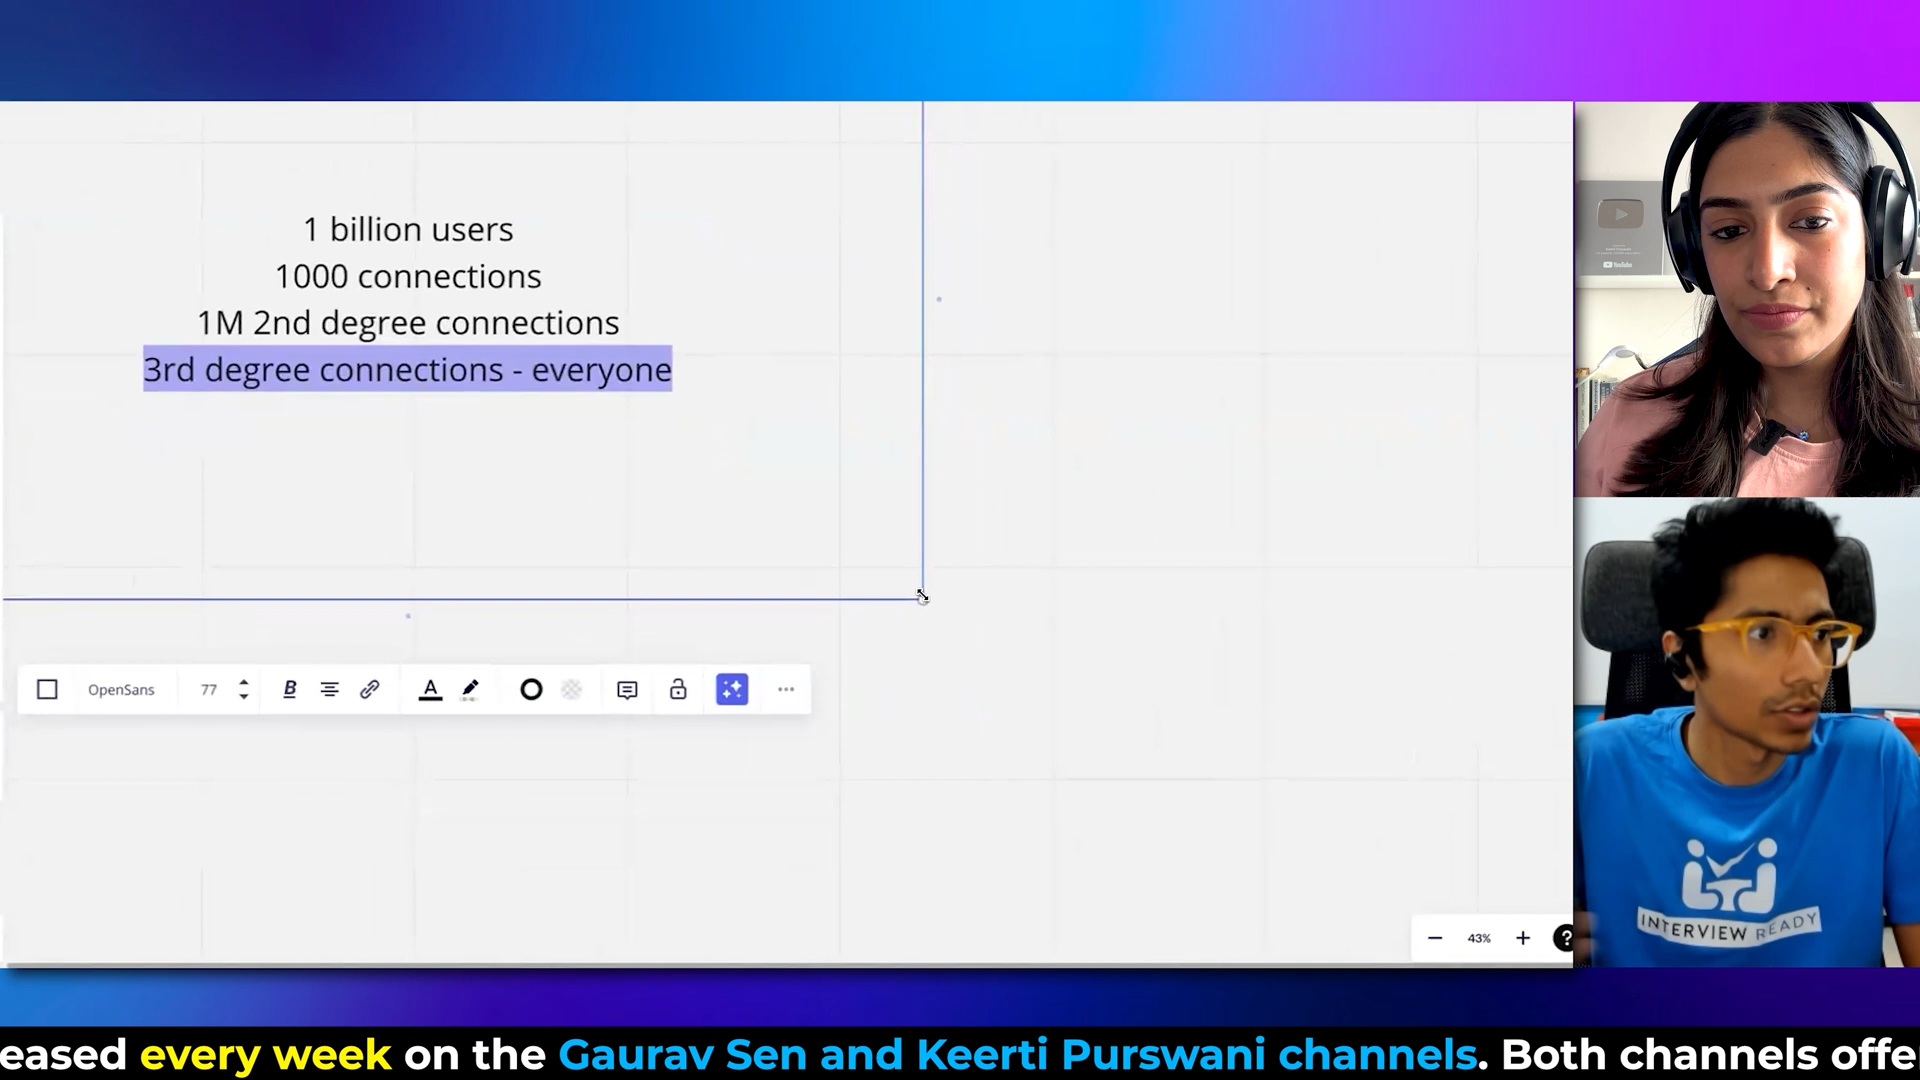 1 billion users
1000 connections
1M 2nd degree connections
3rd degree connections - everyone
OpenSans 77 B A
43% ?
YouTube
INTERVIEW READY
eased every week on the Gaurav Sen and Keerti Purswani channels. Both channels offe